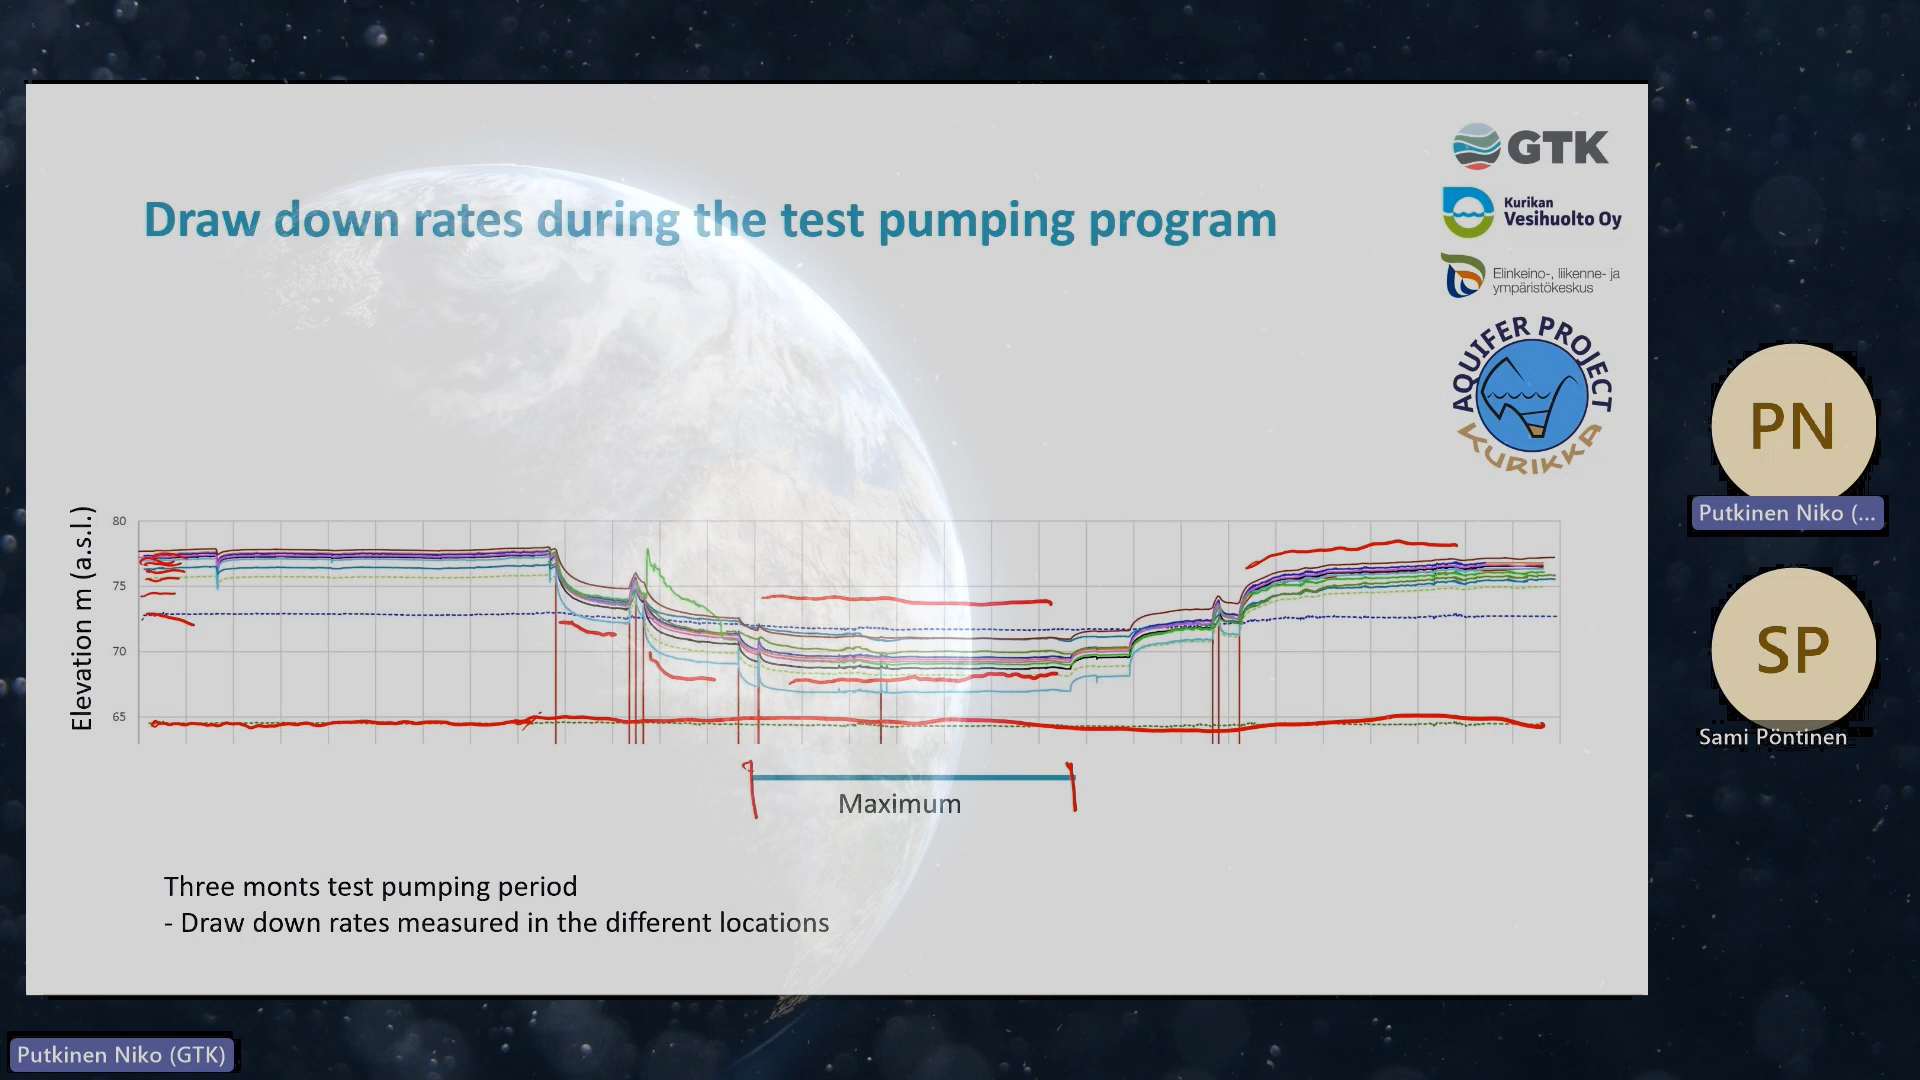 GTK
Kurikan
Vesihuolto Oy
Elinkeino-, liikenne- ja
ympäristökeskus
AQUIFER PROJECT
KURIKKA
Draw down rates during the test pumping program
Elevation m (a.s.l.)
80
75
70
65
Maximum
Three monts test pumping period
- Draw down rates measured in the different locations
PN
Putkinen Niko (...
SP
Sami Pöntinen
Putkinen Niko (GTK)